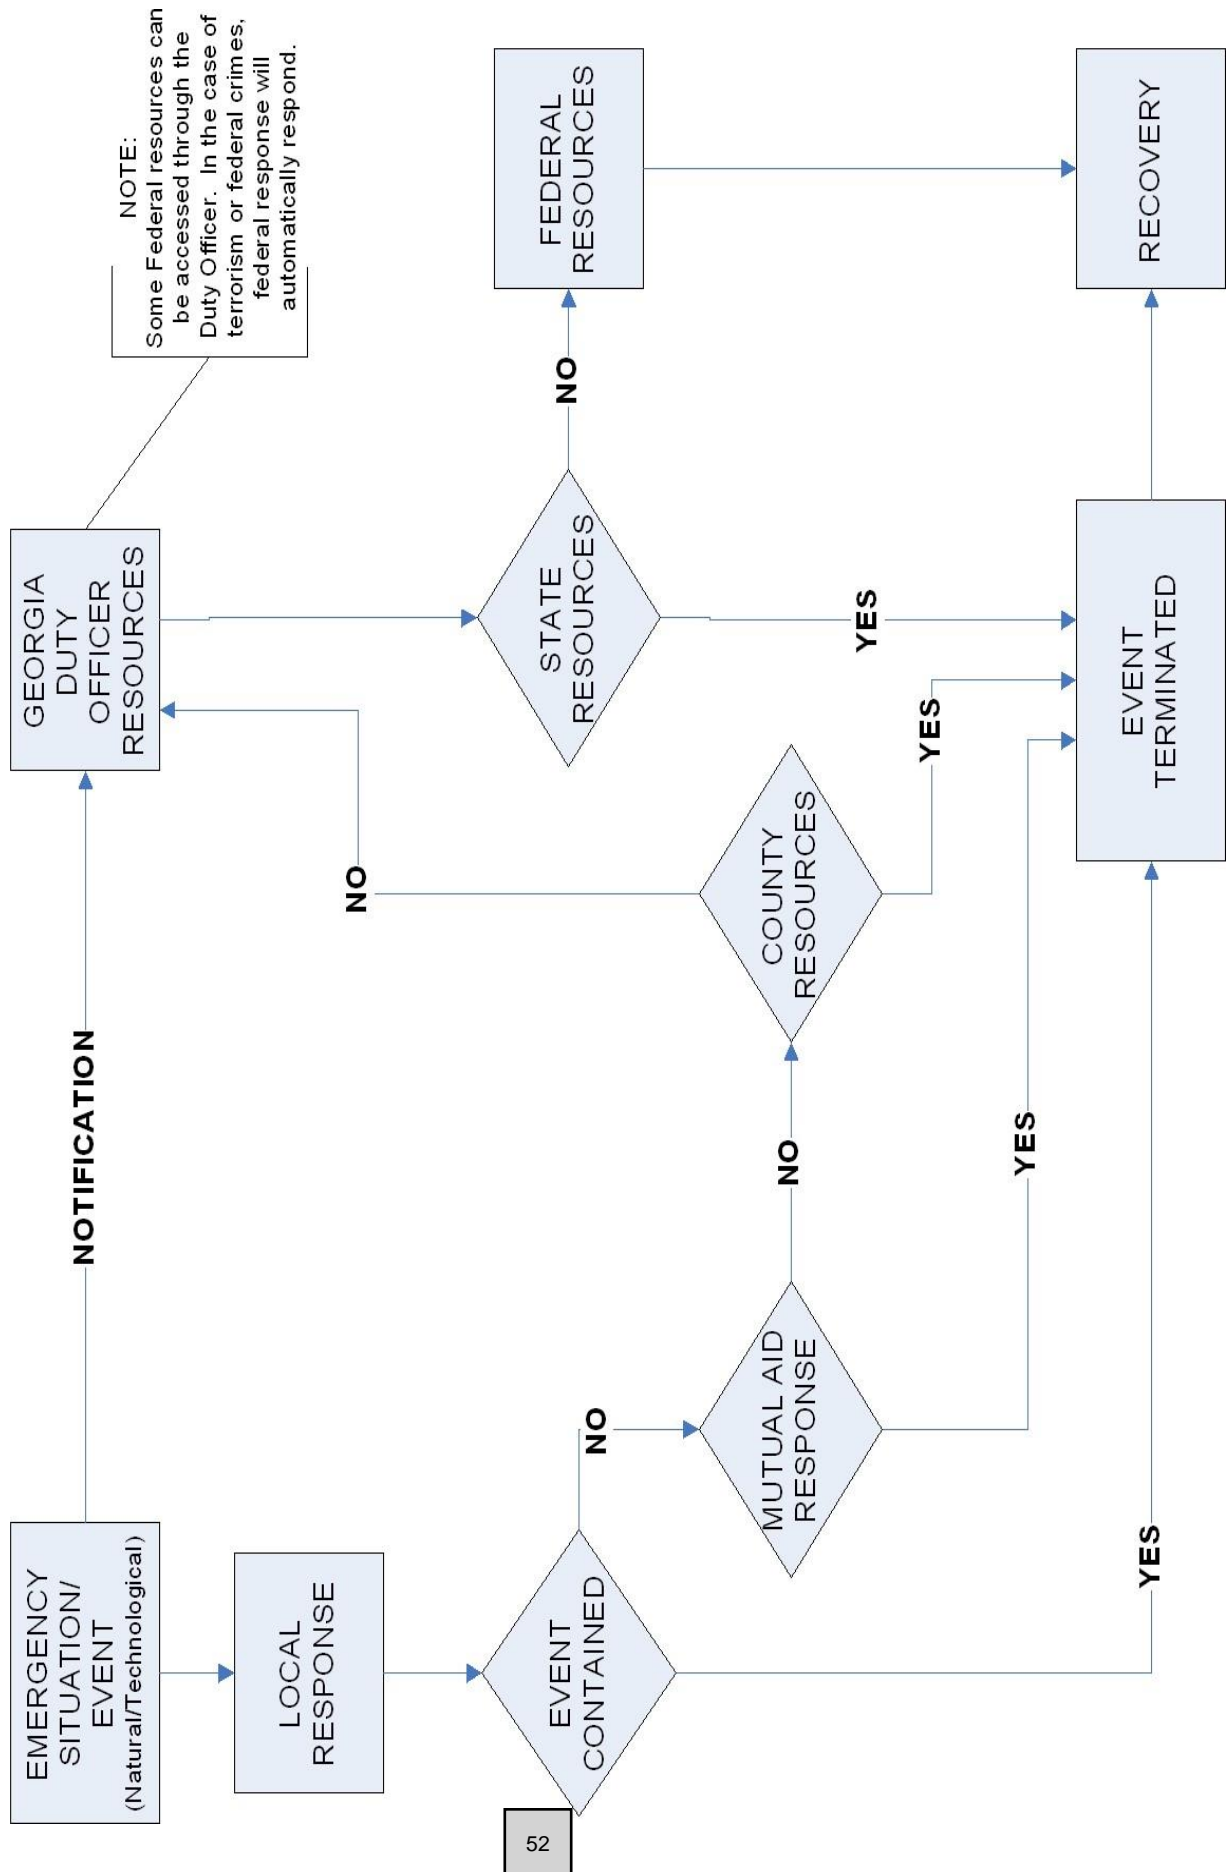 EMERGENCY
SITUATION/
EVENT
(Natural/Technological)
NOTIFICATION
GEORGIA
DUTY
OFFICER
RESOURCES
NOTE:
Some Federal resources can
be accessed through the
Duty Officer. In the case of
terrorism or federal crimes,
federal response will
automatically respond.
LOCAL
RESPONSE
EVENT
CONTAINED
NO
MUTUAL AID
RESPONSE
NO
COUNTY
RESOURCES
NO
STATE
RESOURCES
NO
FEDERAL
RESOURCES
YES
YES
YES
YES
EVENT
TERMINATED
RECOVERY
52